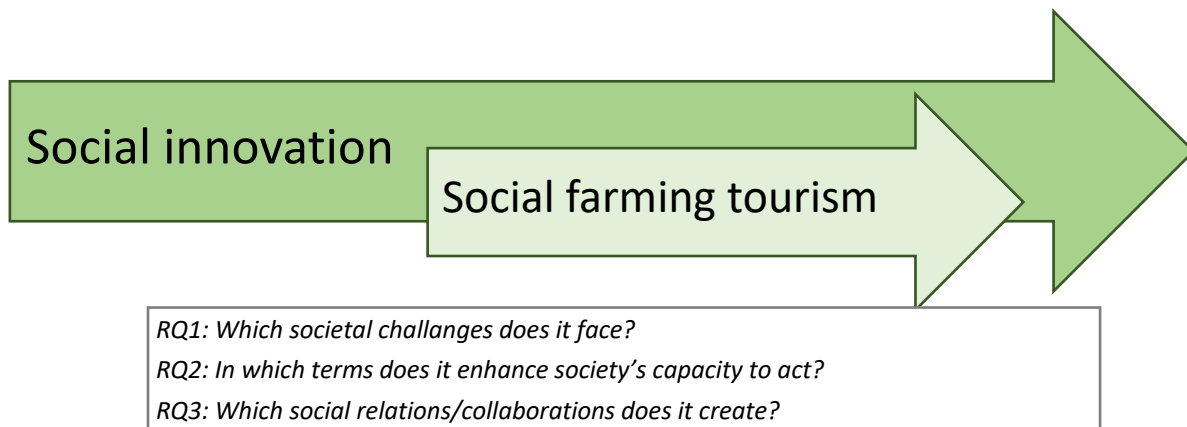 Social innovation
Social farming tourism
RQ1: Which societal challanges does it face?
RQ2: In which terms does it enhance society’s capacity to act?
RQ3: Which social relations/collaborations does it create?